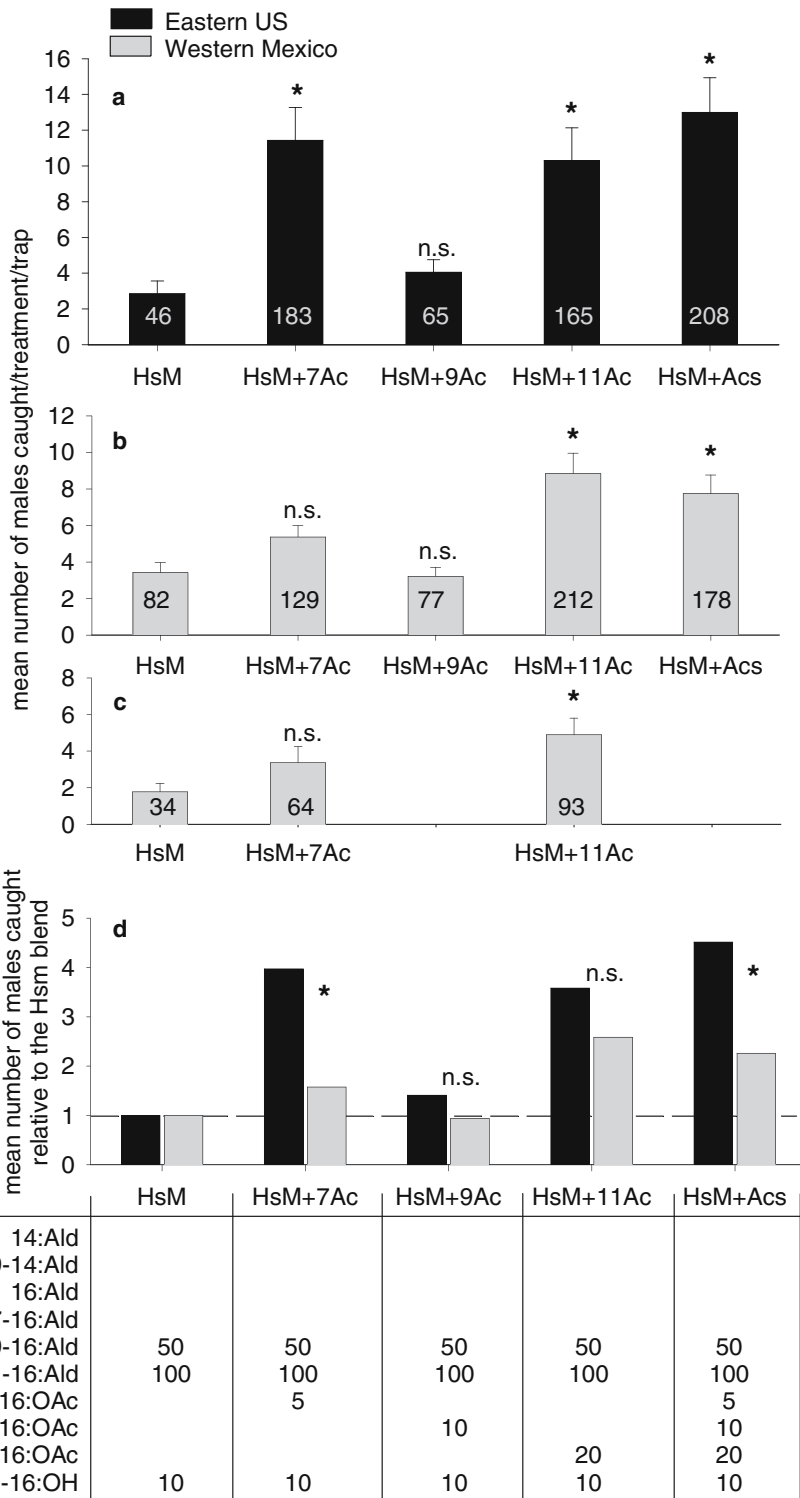 Eastern US
Western Mexico
mean number of males caught/treatment/trap
16
14
12
10
8
6
4
2
0
a
*
n.s.
*
*
46
183
65
165
208
HsM
HsM+7Ac
HsM+9Ac
HsM+11Ac
HsM+Acs
12
10
8
6
4
2
0
b
n.s.
n.s.
*
*
82
129
77
212
178
HsM
HsM+7Ac
HsM+9Ac
HsM+11Ac
HsM+Acs
8
6
4
2
0
c
n.s.
*
34
64
93
HsM
HsM+7Ac
HsM+11Ac
mean number of males caught
relative to the Hsm blend
5
4
3
2
1
0
d
*
n.s.
n.s.
*
HsM HsM+7Ac HsM+9Ac HsM+11Ac HsM+Acs
14:Ald
-14:Ald
16:Ald
-16:Ald
-16:Ald 50 50 50 50 50
-16:Ald 100 100 100 100 100
16:OAc 5 5
16:OAc 10 10
16:OAc 20 20
-16:OH 10 10 10 10 10